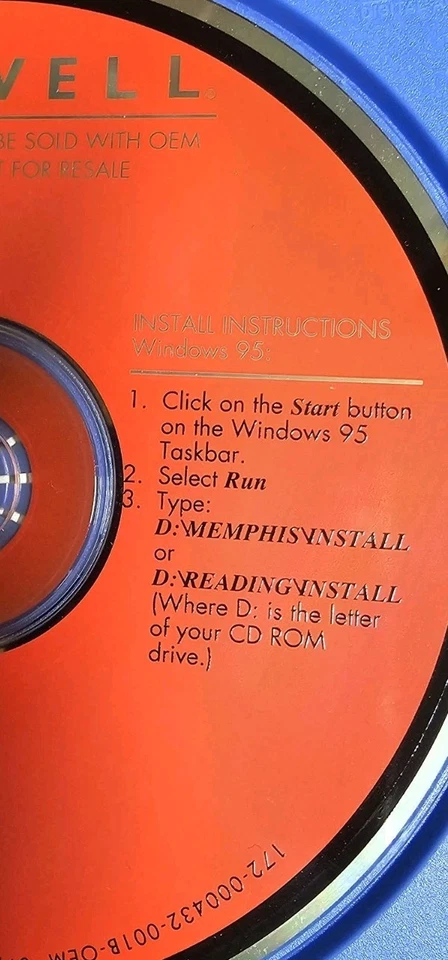 VELL
BE SOLD WITH OEM
FOR RESALE
INSTALL INSTRUCTIONS
Windows 95:
1. Click on the Start button
on the Windows 95
Taskbar.
2. Select Run
3. Type:
D:\MEMPHIS\INSTALL
or
D:\READING\INSTALL
(Where D: is the letter
of your CD ROM
drive.)
172-000432-001B-OEM